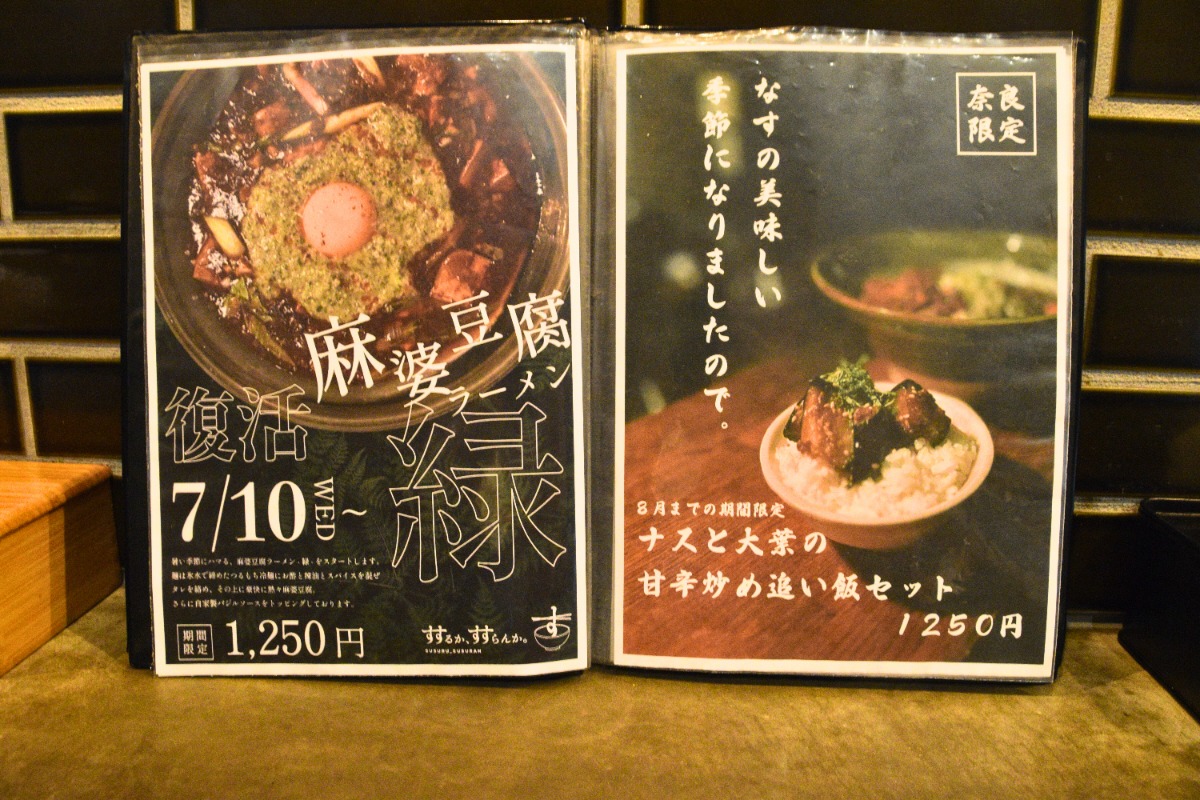 麻婆豆腐
ラーメン
緑
復活
7/10 WED ～
暑い季節にハマる、麻婆豆腐ラーメン - 緑 - をスタートします。
麺は氷水で締めたつるもち冷麺にお酢と辣油とスパイスを混ぜ
タレを絡め、その上に豪快に熱々麻婆豆腐。
さらに自家製バジルソースをトッピングしております。
期間
限定
1,250円
すするか、すすらんか。
SUSURU, SUSURAN
す
奈良
限定
なすの美味しい
季節になりましたので。
8月までの期間限定
ナスと大葉の
甘辛炒め追い飯セット
1250円